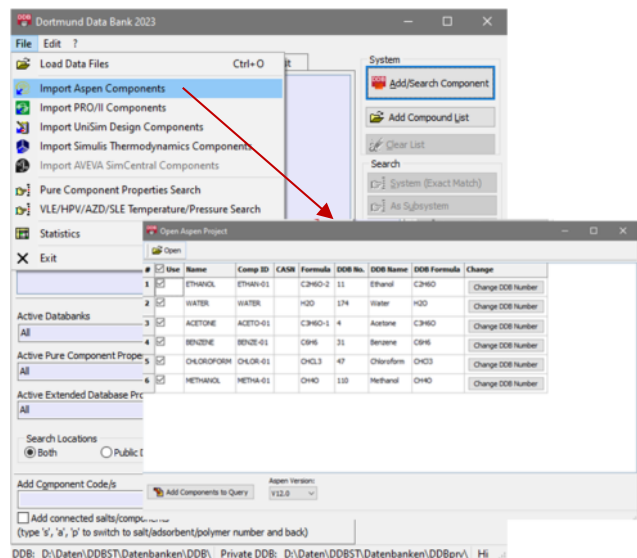 Dortmund Data Bank 2023
File Edit ?
Load Data Files Ctrl+O
Import Aspen Components
Import PRO/II Components
Import UniSim Design Components
Import Simulis Thermodynamics Components
Import AVEVA SimCentral Components
Pure Component Properties Search
VLE/HPV/AZD/SLE Temperature/Pressure Search
Statistics
Exit
System
Add/Search Component
Add Compound List
Clear List
Search
System (Exact Match)
As Subsystem
Open Aspen Project
Open
# Use Name Comp ID CASN Formula DDB No. DDB Name DDB Formula Change
1 ETHANOL ETHAN-01 C2H6O-2 11 Ethanol C2H6O Change DDB Number
2 WATER WATER H2O 174 Water H2O Change DDB Number
3 ACETONE ACETO-01 C3H6O-1 4 Acetone C3H6O Change DDB Number
4 BENZENE BENZE-01 C6H6 31 Benzene C6H6 Change DDB Number
5 CHLOROFORM CHLOR-01 CHCL3 47 Chloroform CHCl3 Change DDB Number
6 METHANOL METHA-01 CH4O 110 Methanol CH4O Change DDB Number
Add Components to Query
Aspen Version:
V12.0
Active Databanks
All
Active Pure Component Prope
All
Active Extended Database Pro
All
Search Locations
Both Public D
Add Component Code/s
Add connected salts/components
(type 's', 'a', 'p' to switch to salt/adsorbent/polymer number and back)
DDB: D:\Daten\DDBST\Datenbanken\DDB\ Private DDB: D:\Daten\DDBST\Datenbanken\DDBprv\ Hi